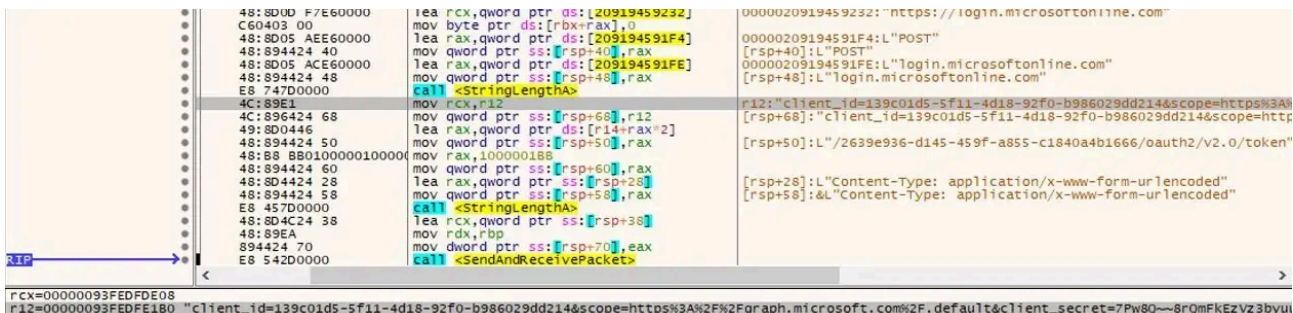 48:8D0D F7E60000 lea rcx,qword ptr ds:[20919459232] 0000020919459232:"https://login.microsoftonline.com"
C60403 00 mov byte ptr ds:[rbx+rax],0
48:8D05 AEE60000 lea rax,qword ptr ds:[209194591F4] 00000209194591F4:L"POST"
48:894424 40 mov qword ptr ss:[rsp+40],rax [rsp+40]:L"POST"
48:8D05 ACE60000 lea rax,qword ptr ds:[209194591FE] 00000209194591FE:L"login.microsoftonline.com"
48:894424 48 mov qword ptr ss:[rsp+48],rax [rsp+48]:L"login.microsoftonline.com"
E8 747D0000 call <StringLengthA>
4C:89E1 mov rcx,r12 r12:"client_id=139c01d5-5f11-4d18-92f0-b986029dd214&scope=https%3A%
4C:896424 68 mov qword ptr ss:[rsp+68],r12 [rsp+68]:"client_id=139c01d5-5f11-4d18-92f0-b986029dd214&scope=http
49:8D0446 lea rax,qword ptr ds:[r14+rax*2]
48:894424 50 mov qword ptr ss:[rsp+50],rax [rsp+50]:L"/2639e936-d145-459f-a855-c1840a4b1666/oauth2/v2.0/token"
48:B8 BB01000001000000 mov rax,1000001BB
48:894424 60 mov qword ptr ss:[rsp+60],rax
48:8D4424 28 lea rax,qword ptr ss:[rsp+28] [rsp+28]:L"Content-Type: application/x-www-form-urlencoded"
48:894424 58 mov qword ptr ss:[rsp+58],rax [rsp+58]:&L"Content-Type: application/x-www-form-urlencoded"
E8 457D0000 call <StringLengthA>
48:8D4C24 38 lea rcx,qword ptr ss:[rsp+38]
48:89EA mov rdx,rbp
894424 70 mov dword ptr ss:[rsp+70],eax
RIP E8 542D0000 call <SendAndReceivePacket>
rcx=00000093FEDFDE08
r12=00000093FEDFE1B0 "client_id=139c01d5-5f11-4d18-92f0-b986029dd214&scope=https%3A%2F%2Fgraph.microsoft.com%2F.default&client_secret=7Pw8Q~~8rQmFkEzVz3byuu